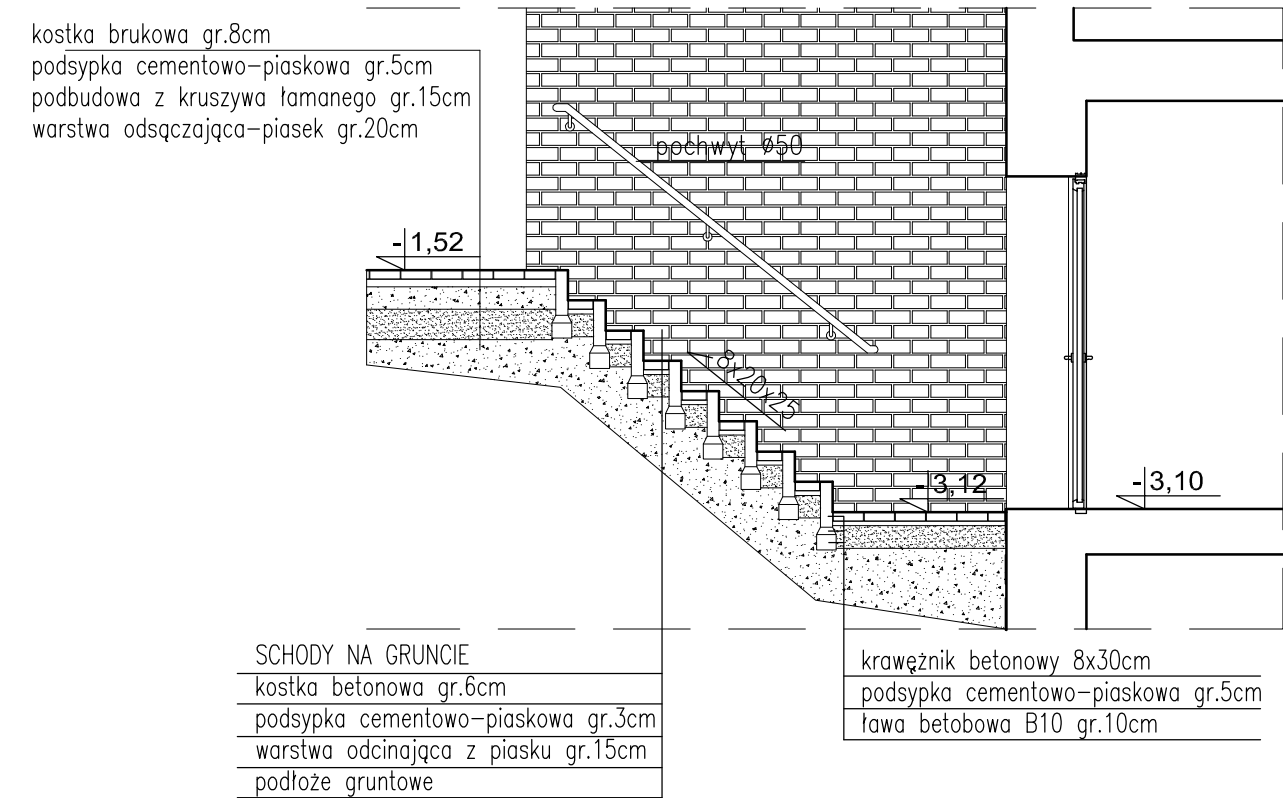 kostka brukowa gr.8cm
podsypka cementowo-piaskowa gr.5cm
podbudowa z kruszywa łamanego gr.15cm
warstwa odsączająca-piasek gr.20cm
pochwyt ø50
-1,52
8x20x25
-3,12
-3,10
SCHODY NA GRUNCIE
kostka betonowa gr.6cm
podsypka cementowo-piaskowa gr.3cm
warstwa odcinająca z piasku gr.15cm
podłoże gruntowe
krawężnik betonowy 8x30cm
podsypka cementowo-piaskowa gr.5cm
ława betobowa B10 gr.10cm